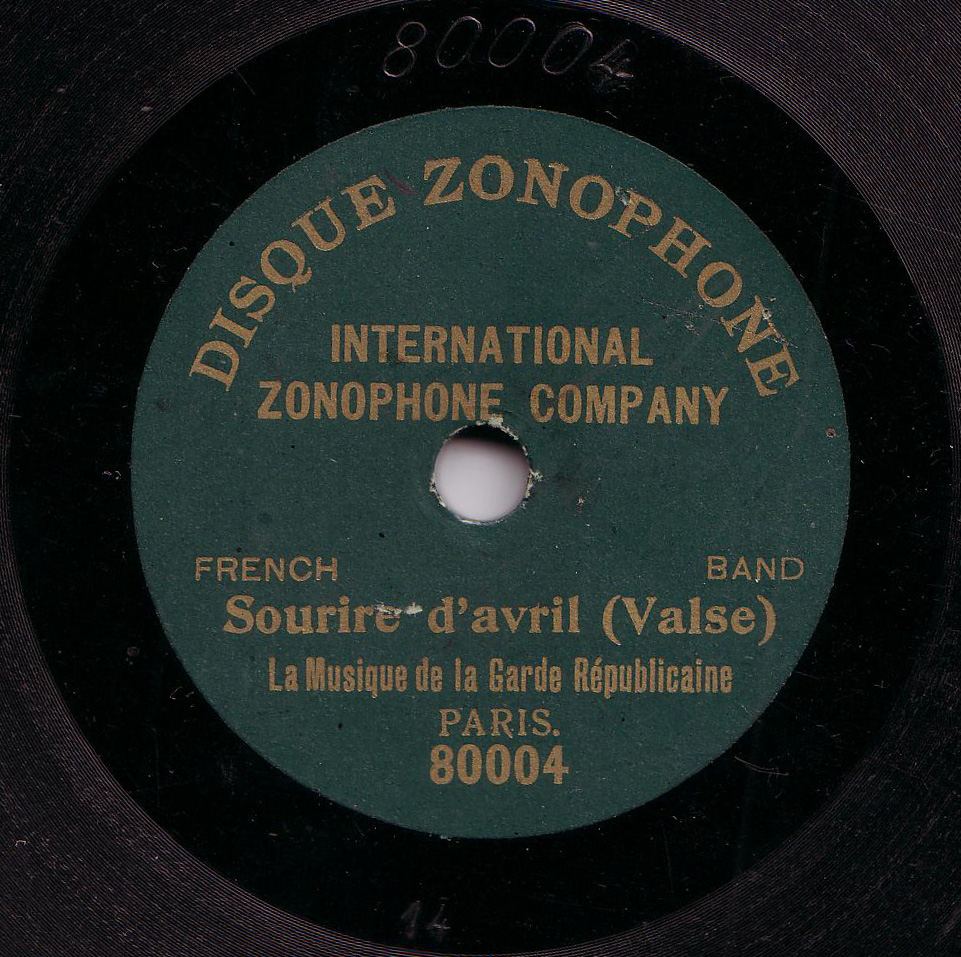 80004
DISQUE ZONOPHONE
INTERNATIONAL
ZONOPHONE COMPANY
FRENCH BAND
Sourire d'avril (Valse)
La Musique de la Garde Républicaine
PARIS.
80004
14